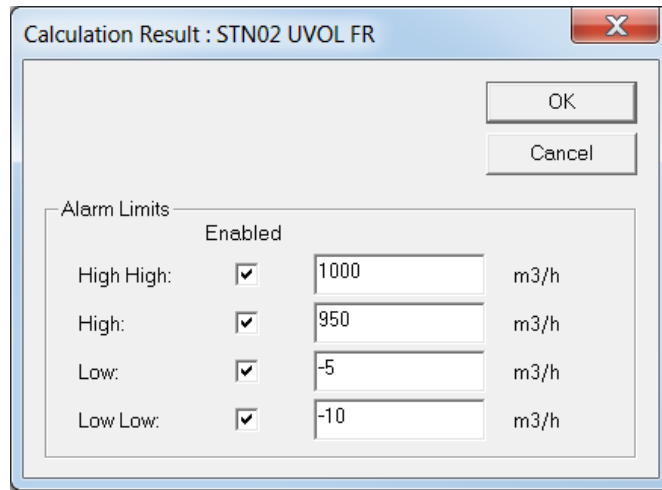 Calculation Result : STN02 UVOL FR
OK
Cancel
Alarm Limits
Enabled
High High: 1000 m3/h
High: 950 m3/h
Low: -5 m3/h
Low Low: -10 m3/h